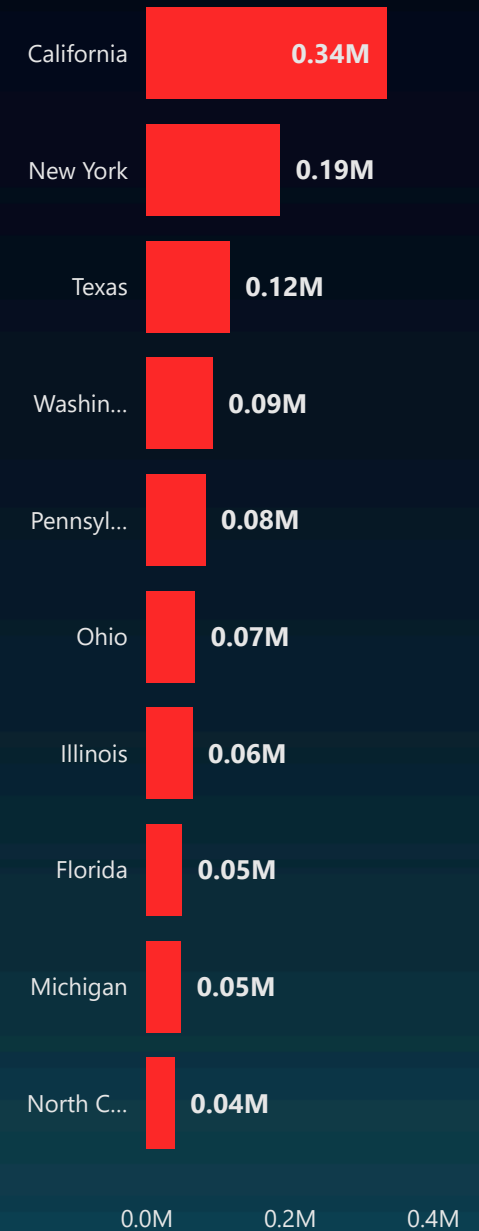 California 0.34M
New York 0.19M
Texas 0.12M
Washin... 0.09M
Pennsyl... 0.08M
Ohio 0.07M
Illinois 0.06M
Florida 0.05M
Michigan 0.05M
North C... 0.04M
0.0M 0.2M 0.4M